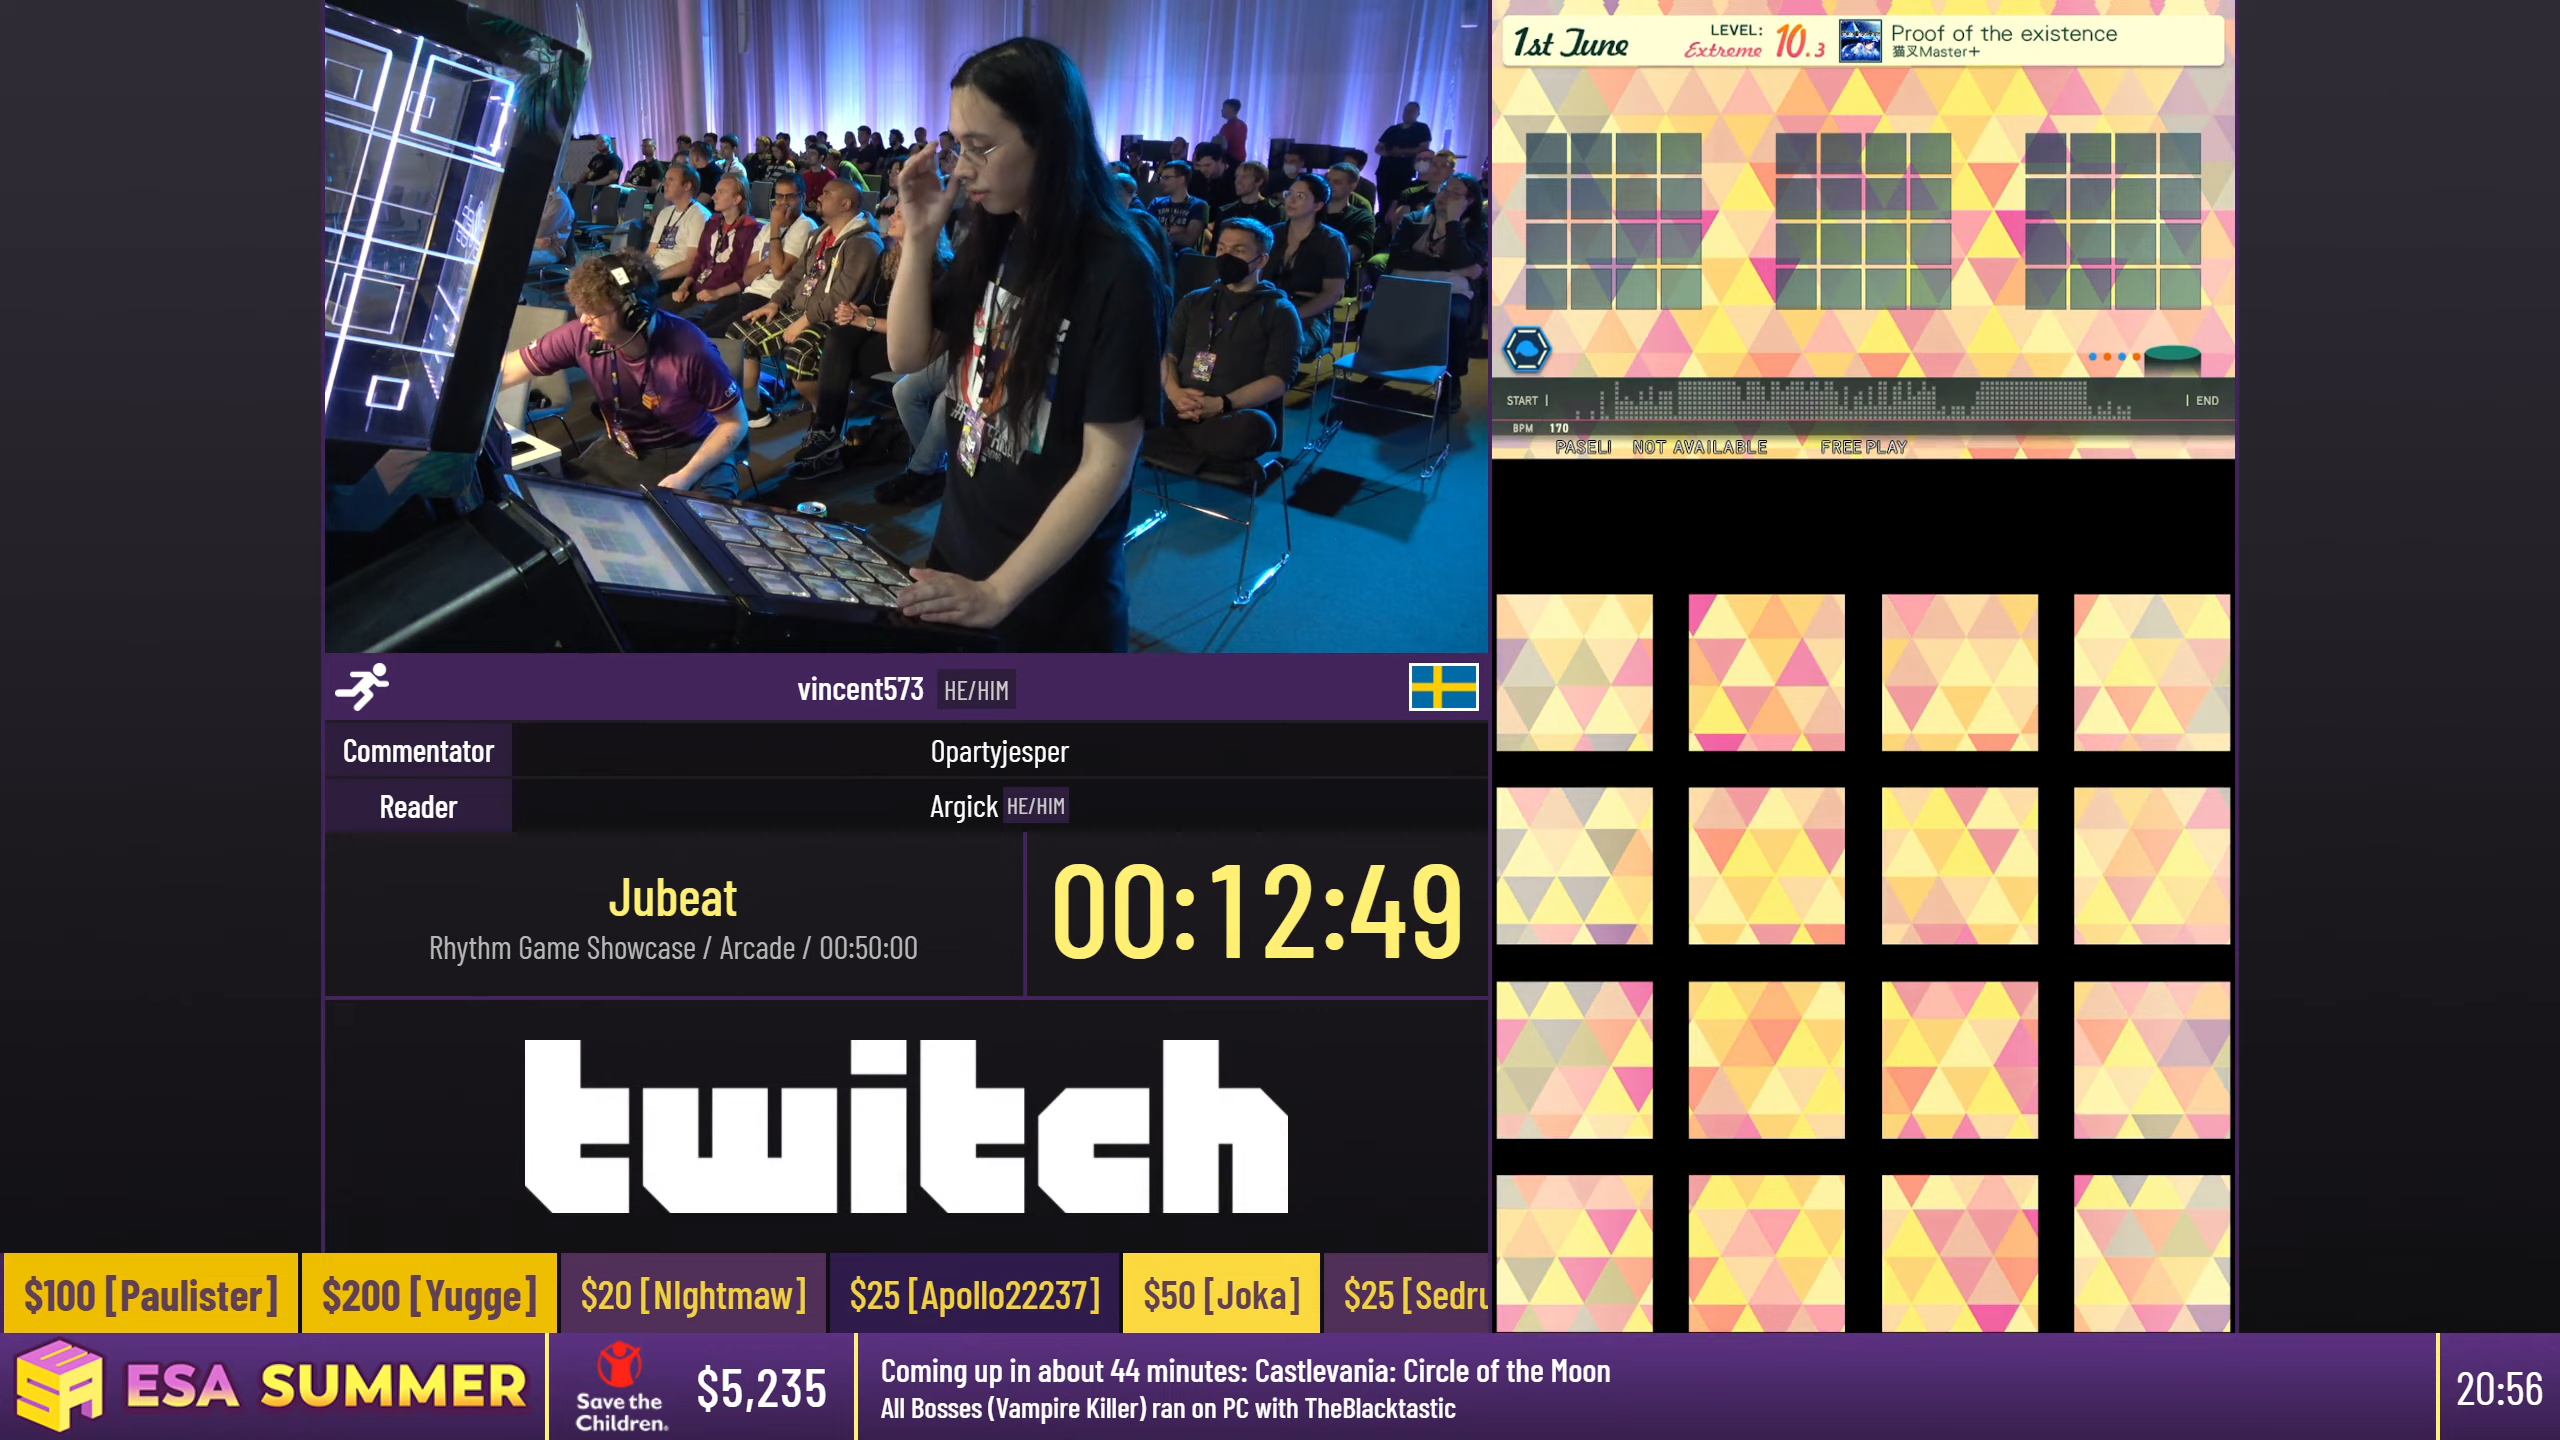 1st June
LEVEL:
Extreme 10.3
Proof of the existence
猫叉Master+
START
END
BPM 170
PASELI NOT AVAILABLE FREE PLAY
vincent573 HE/HIM
Commentator Opartyjesper
Reader Argick HE/HIM
Jubeat
Rhythm Game Showcase / Arcade / 00:50:00
00:12:49
twitch
$100 [Paulister] $200 [Yugge] $20 [NIghtmaw] $25 [Apollo22237] $50 [Joka] $25 [Sedru
ESA SUMMER
Save the Children.
$5,235
Coming up in about 44 minutes: Castlevania: Circle of the Moon
All Bosses (Vampire Killer) ran on PC with TheBlacktastic
20:56